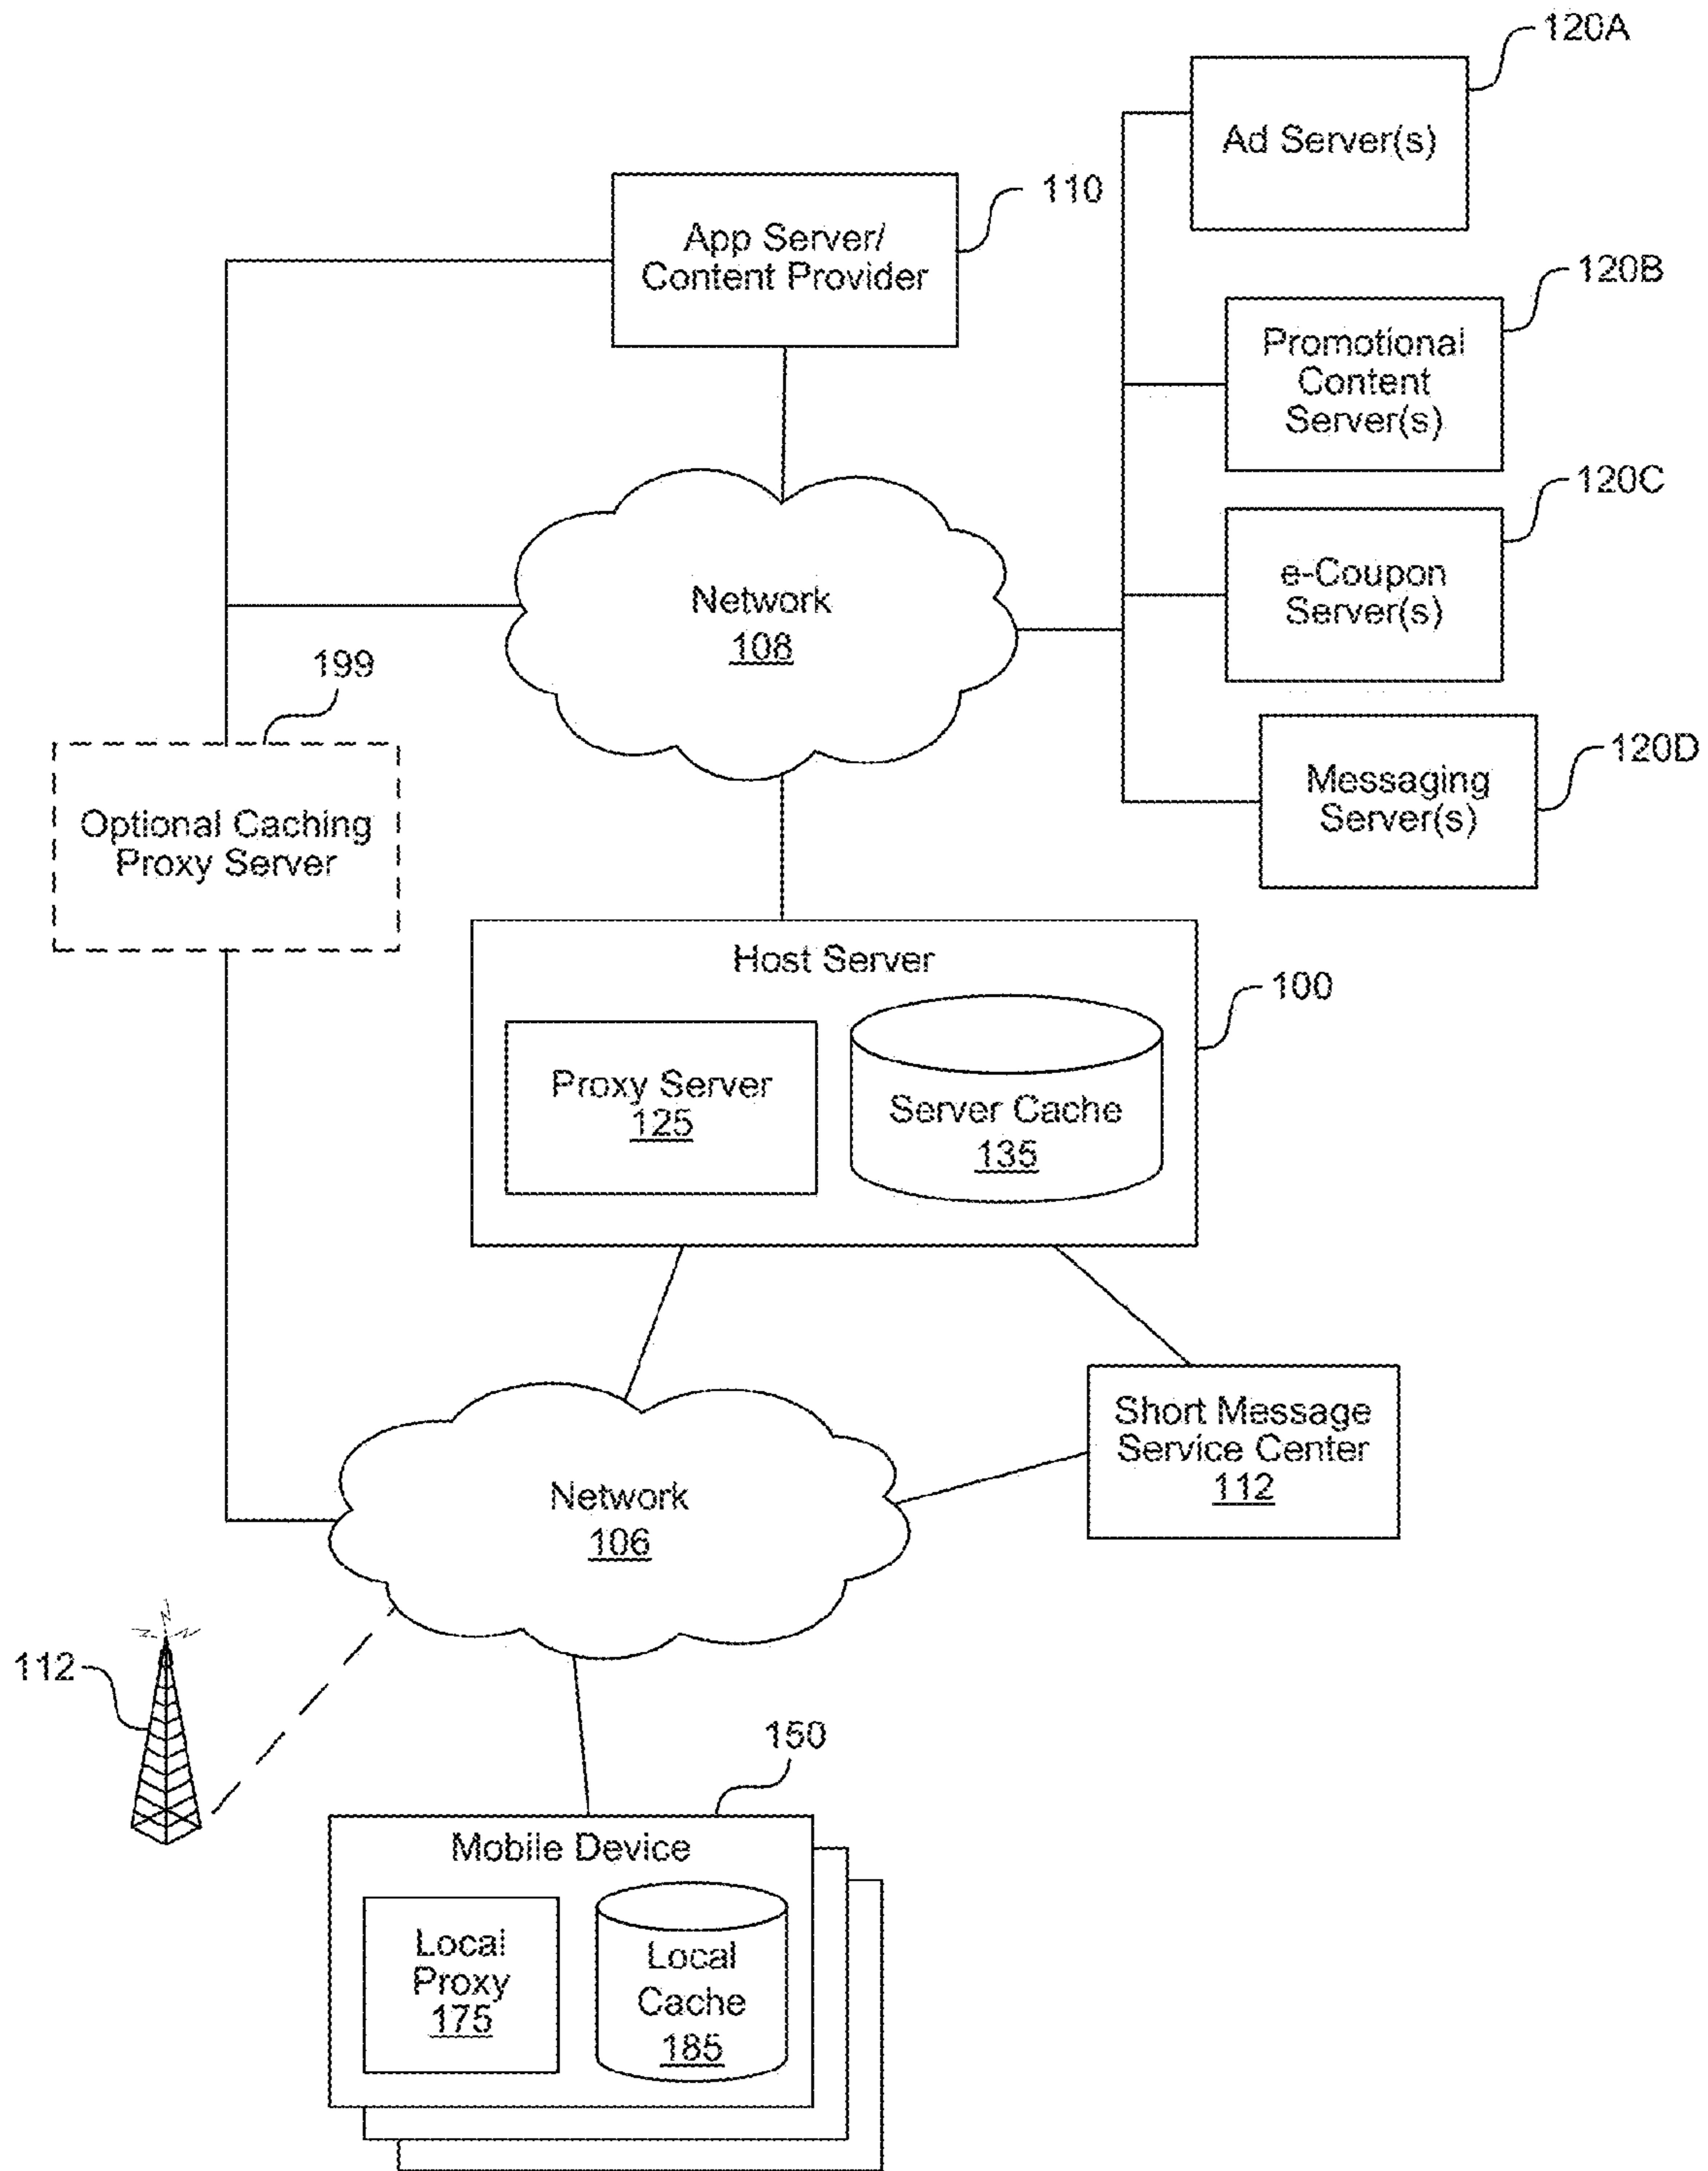 120A
Ad Server(s)
110
App Server/
Content Provider
120B
Promotional
Content
Server(s)
120C
e-Coupon
Server(s)
Network
108
199
120D
Messaging
Server(s)
Optional Caching
Proxy Server
Host Server
100
Proxy Server
125
Server Cache
135
Short Message
Service Center
112
Network
106
112
150
Mobile Device
Local
Proxy
175
Local
Cache
185